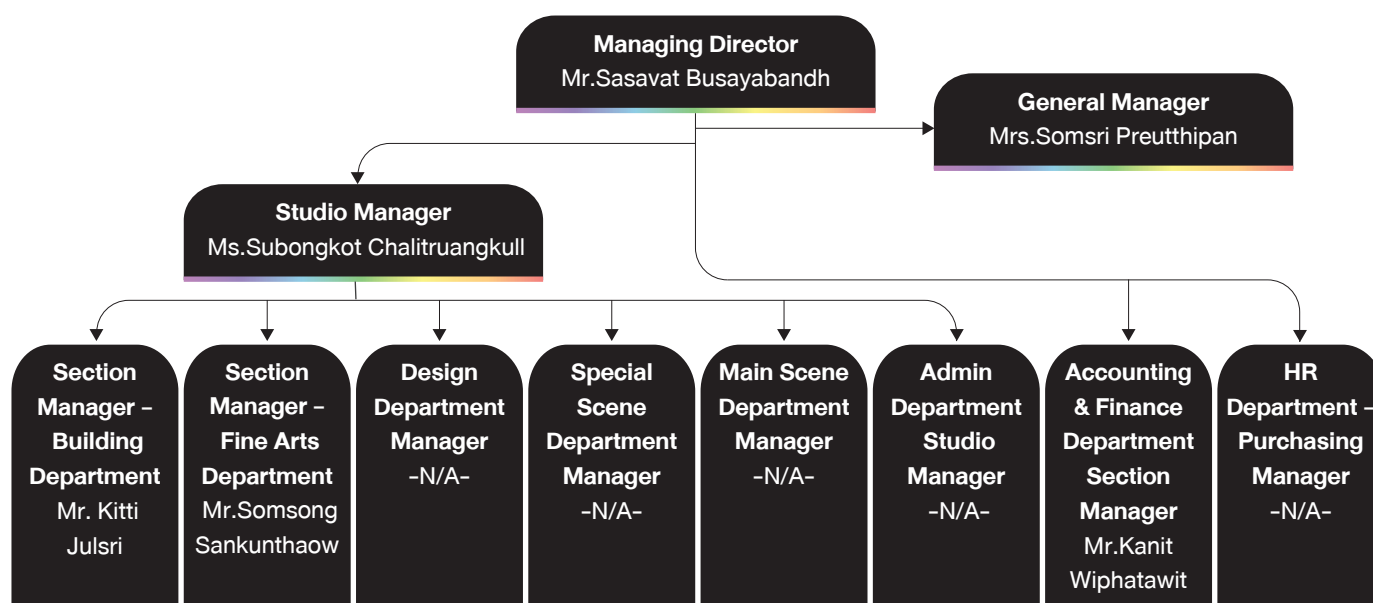 Managing Director
Mr.Sasavat Busayabandh
General Manager
Mrs.Somsri Preutthipan
Studio Manager
Ms.Subongkot Chalitruangkull
Section
Manager –
Building
Department
Mr. Kitti
Julsri
Section
Manager –
Fine Arts
Department
Mr.Somsong
Sankunthaow
Design
Department
Manager
-N/A-
Special
Scene
Department
Manager
-N/A-
Main Scene
Department
Manager
-N/A-
Admin
Department
Studio
Manager
-N/A-
Accounting
& Finance
Department
Section
Manager
Mr.Kanit
Wiphatawit
HR
Department –
Purchasing
Manager
-N/A-